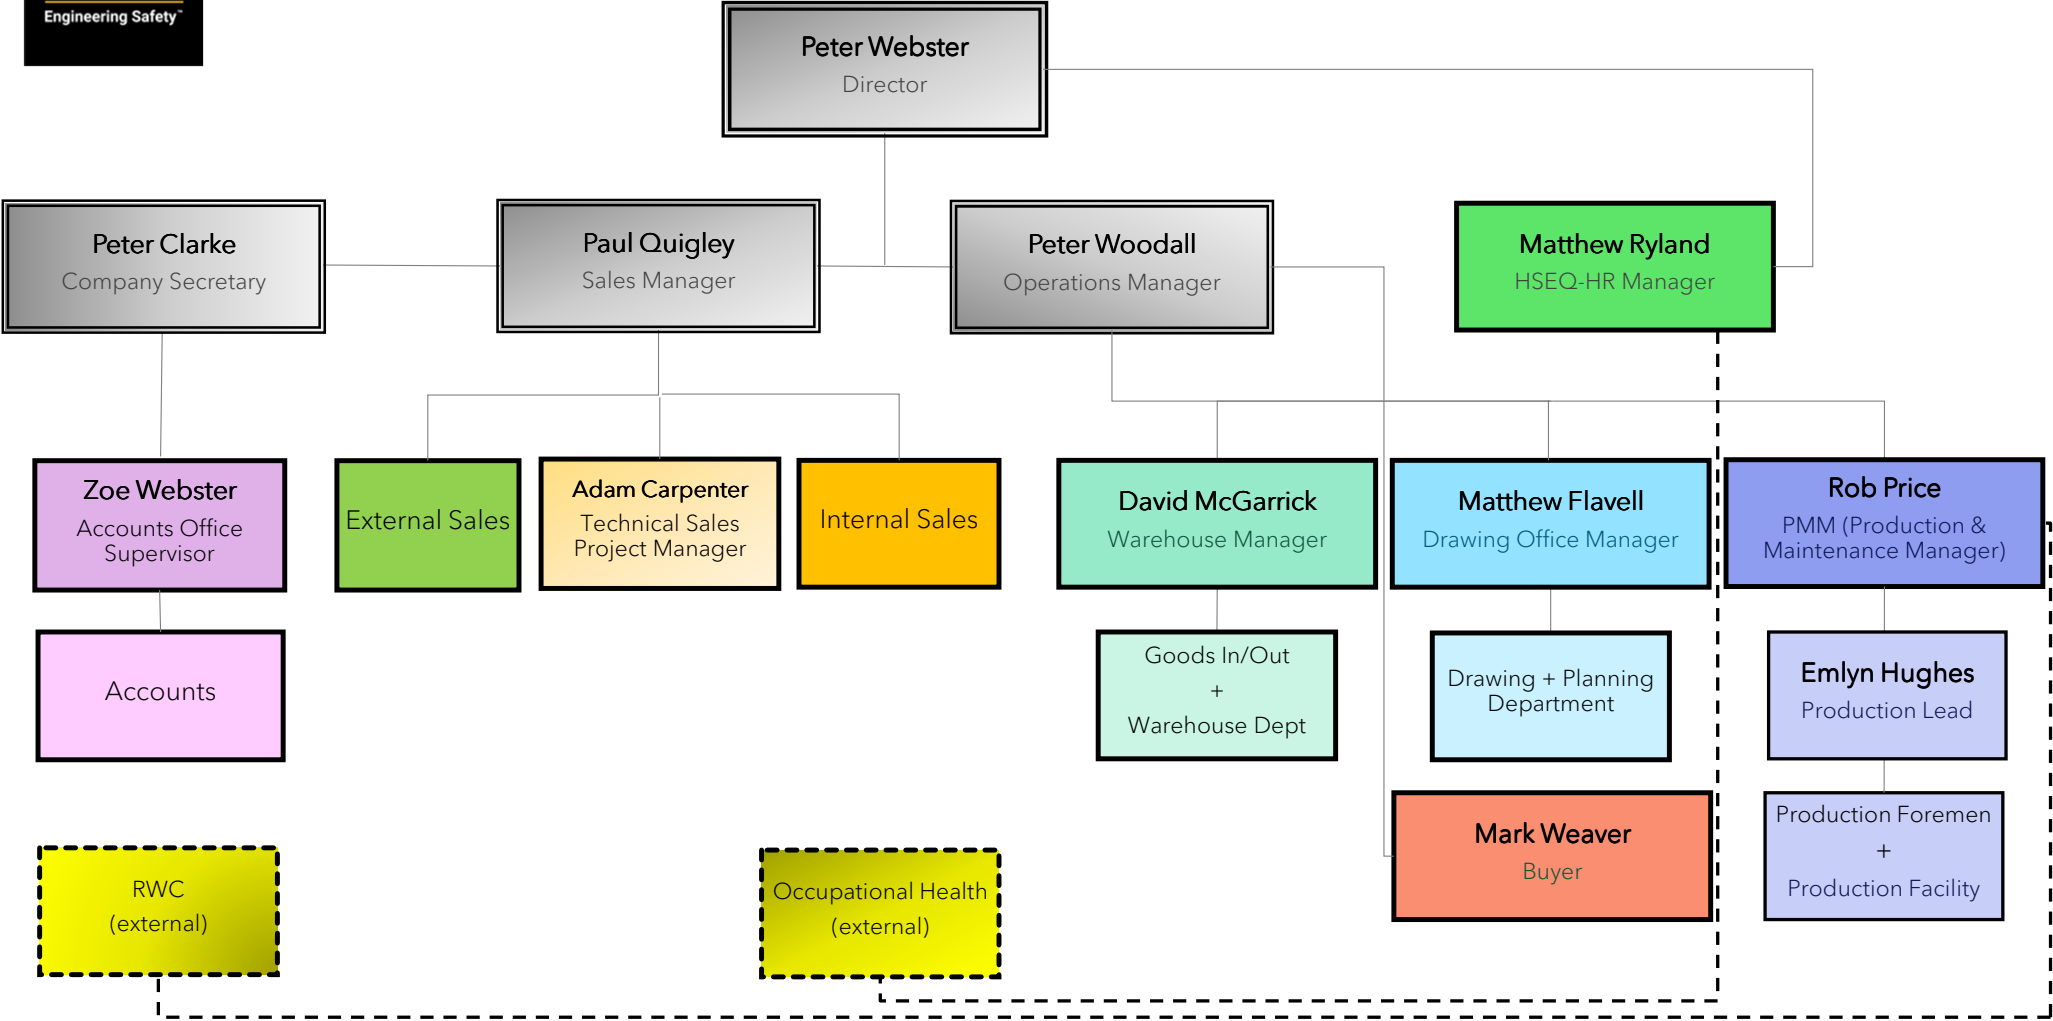 Engineering Safety™
Peter Webster
Director
Peter Clarke
Company Secretary
Paul Quigley
Sales Manager
Peter Woodall
Operations Manager
Matthew Ryland
HSEQ-HR Manager
Zoe Webster
Accounts Office
Supervisor
External Sales
Adam Carpenter
Technical Sales
Project Manager
Internal Sales
David McGarrick
Warehouse Manager
Matthew Flavell
Drawing Office Manager
Rob Price
PMM (Production &
Maintenance Manager)
Accounts
Goods In/Out
+
Warehouse Dept
Drawing + Planning
Department
Emlyn Hughes
Production Lead
RWC
(external)
Occupational Health
(external)
Mark Weaver
Buyer
Production Foremen
+
Production Facility